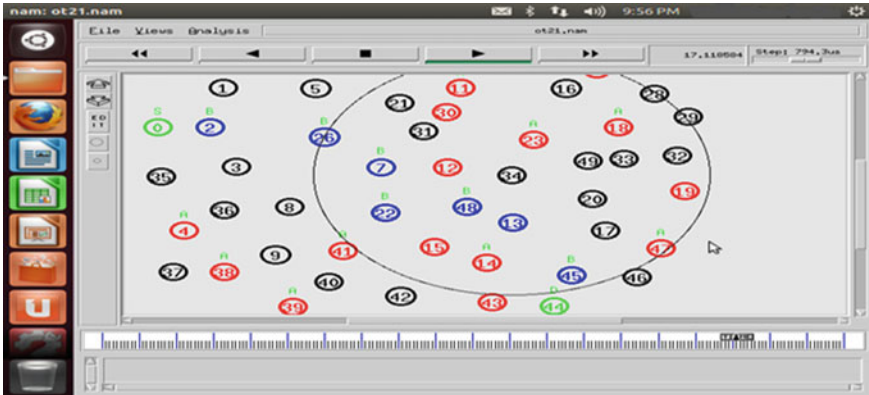 nam: ot21.nam 9:56 PM
File Views Analysis ot21.nam
17.118504 Step: 794.3us
11
1 5 16 28
21 30 29
S B B A A
0 2 26 31 23 18
B
3 7 12 49 33 32
35 34 19
B B
36 8 22 48 20
A
4 13 17
A A B A
9 41 15 14 47
A B
37 38 40 45 46
A D
39 42 43 44
ED
IT